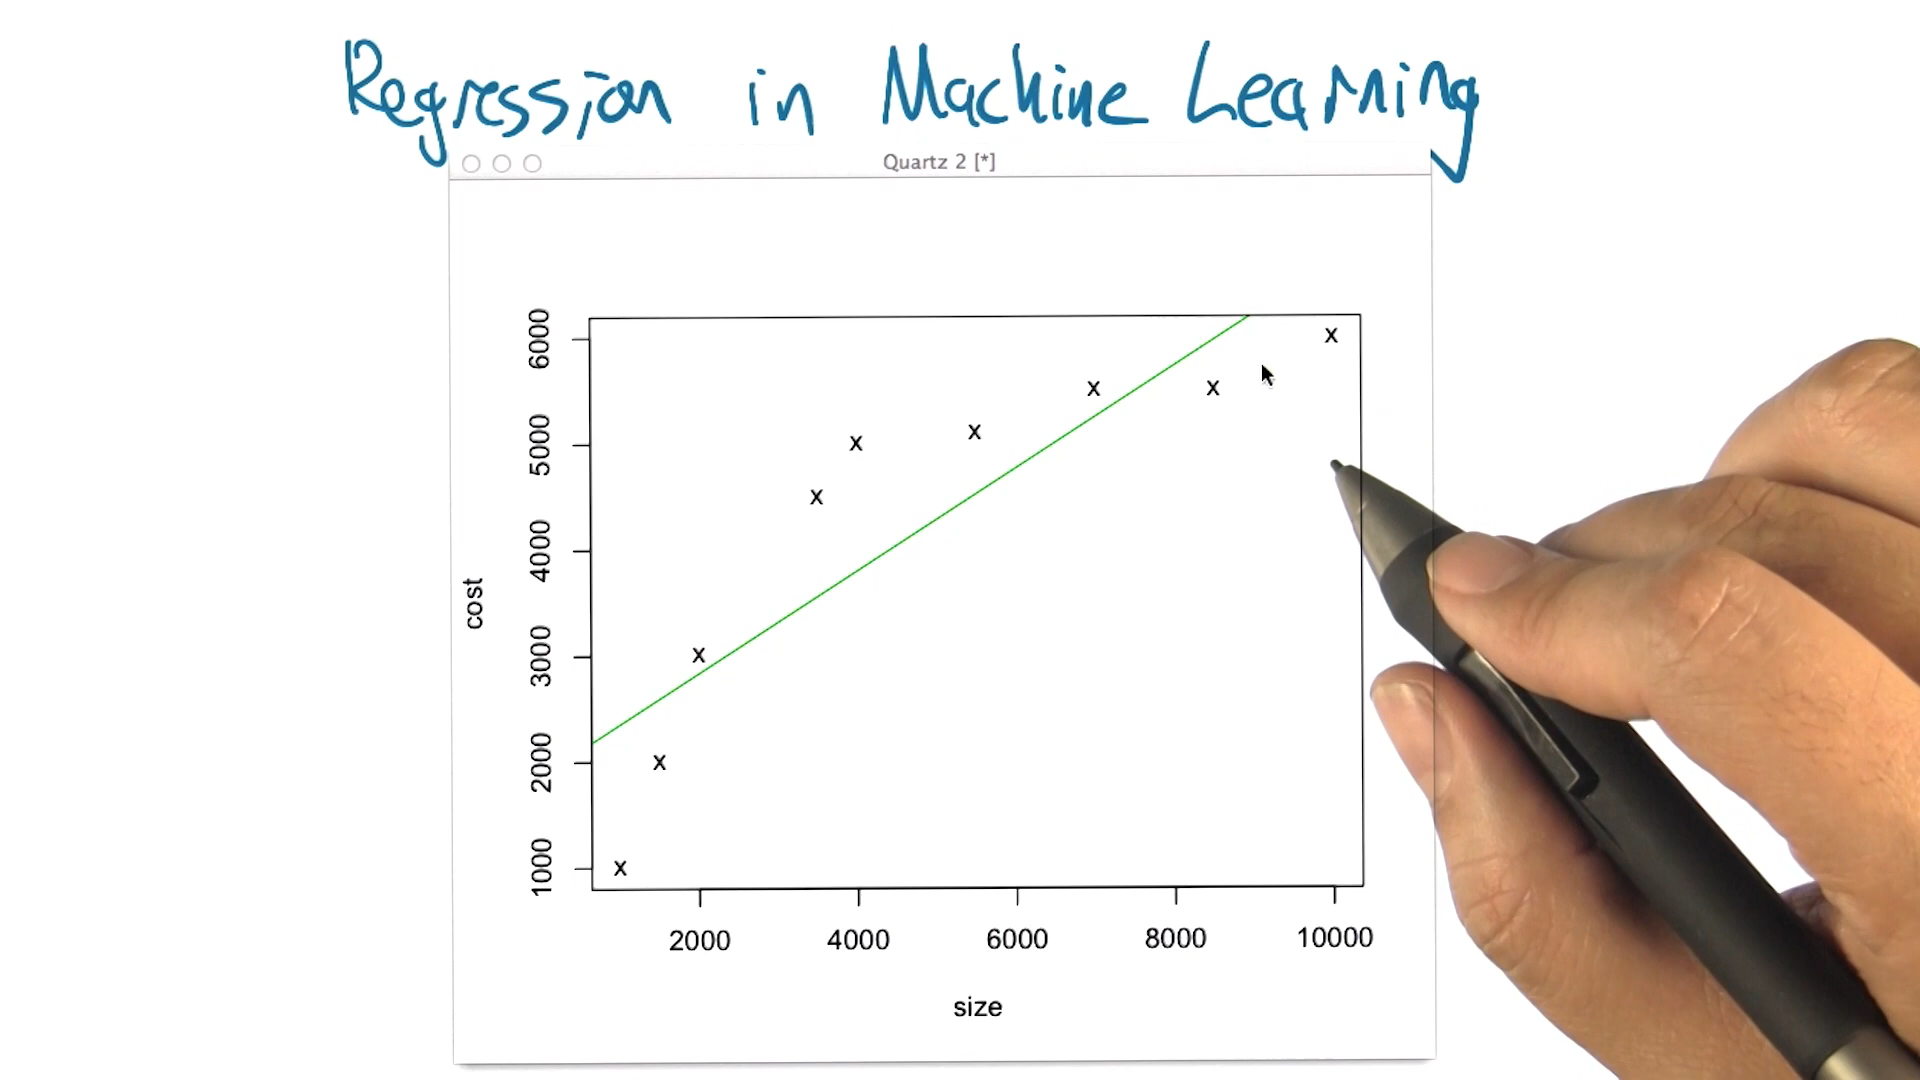 Regression in Machine Learning
Quartz 2 [*]
6000
5000
4000
3000
2000
1000
cost
x
x
x
x
x
x
x
x
x
2000 4000 6000 8000 10000
size